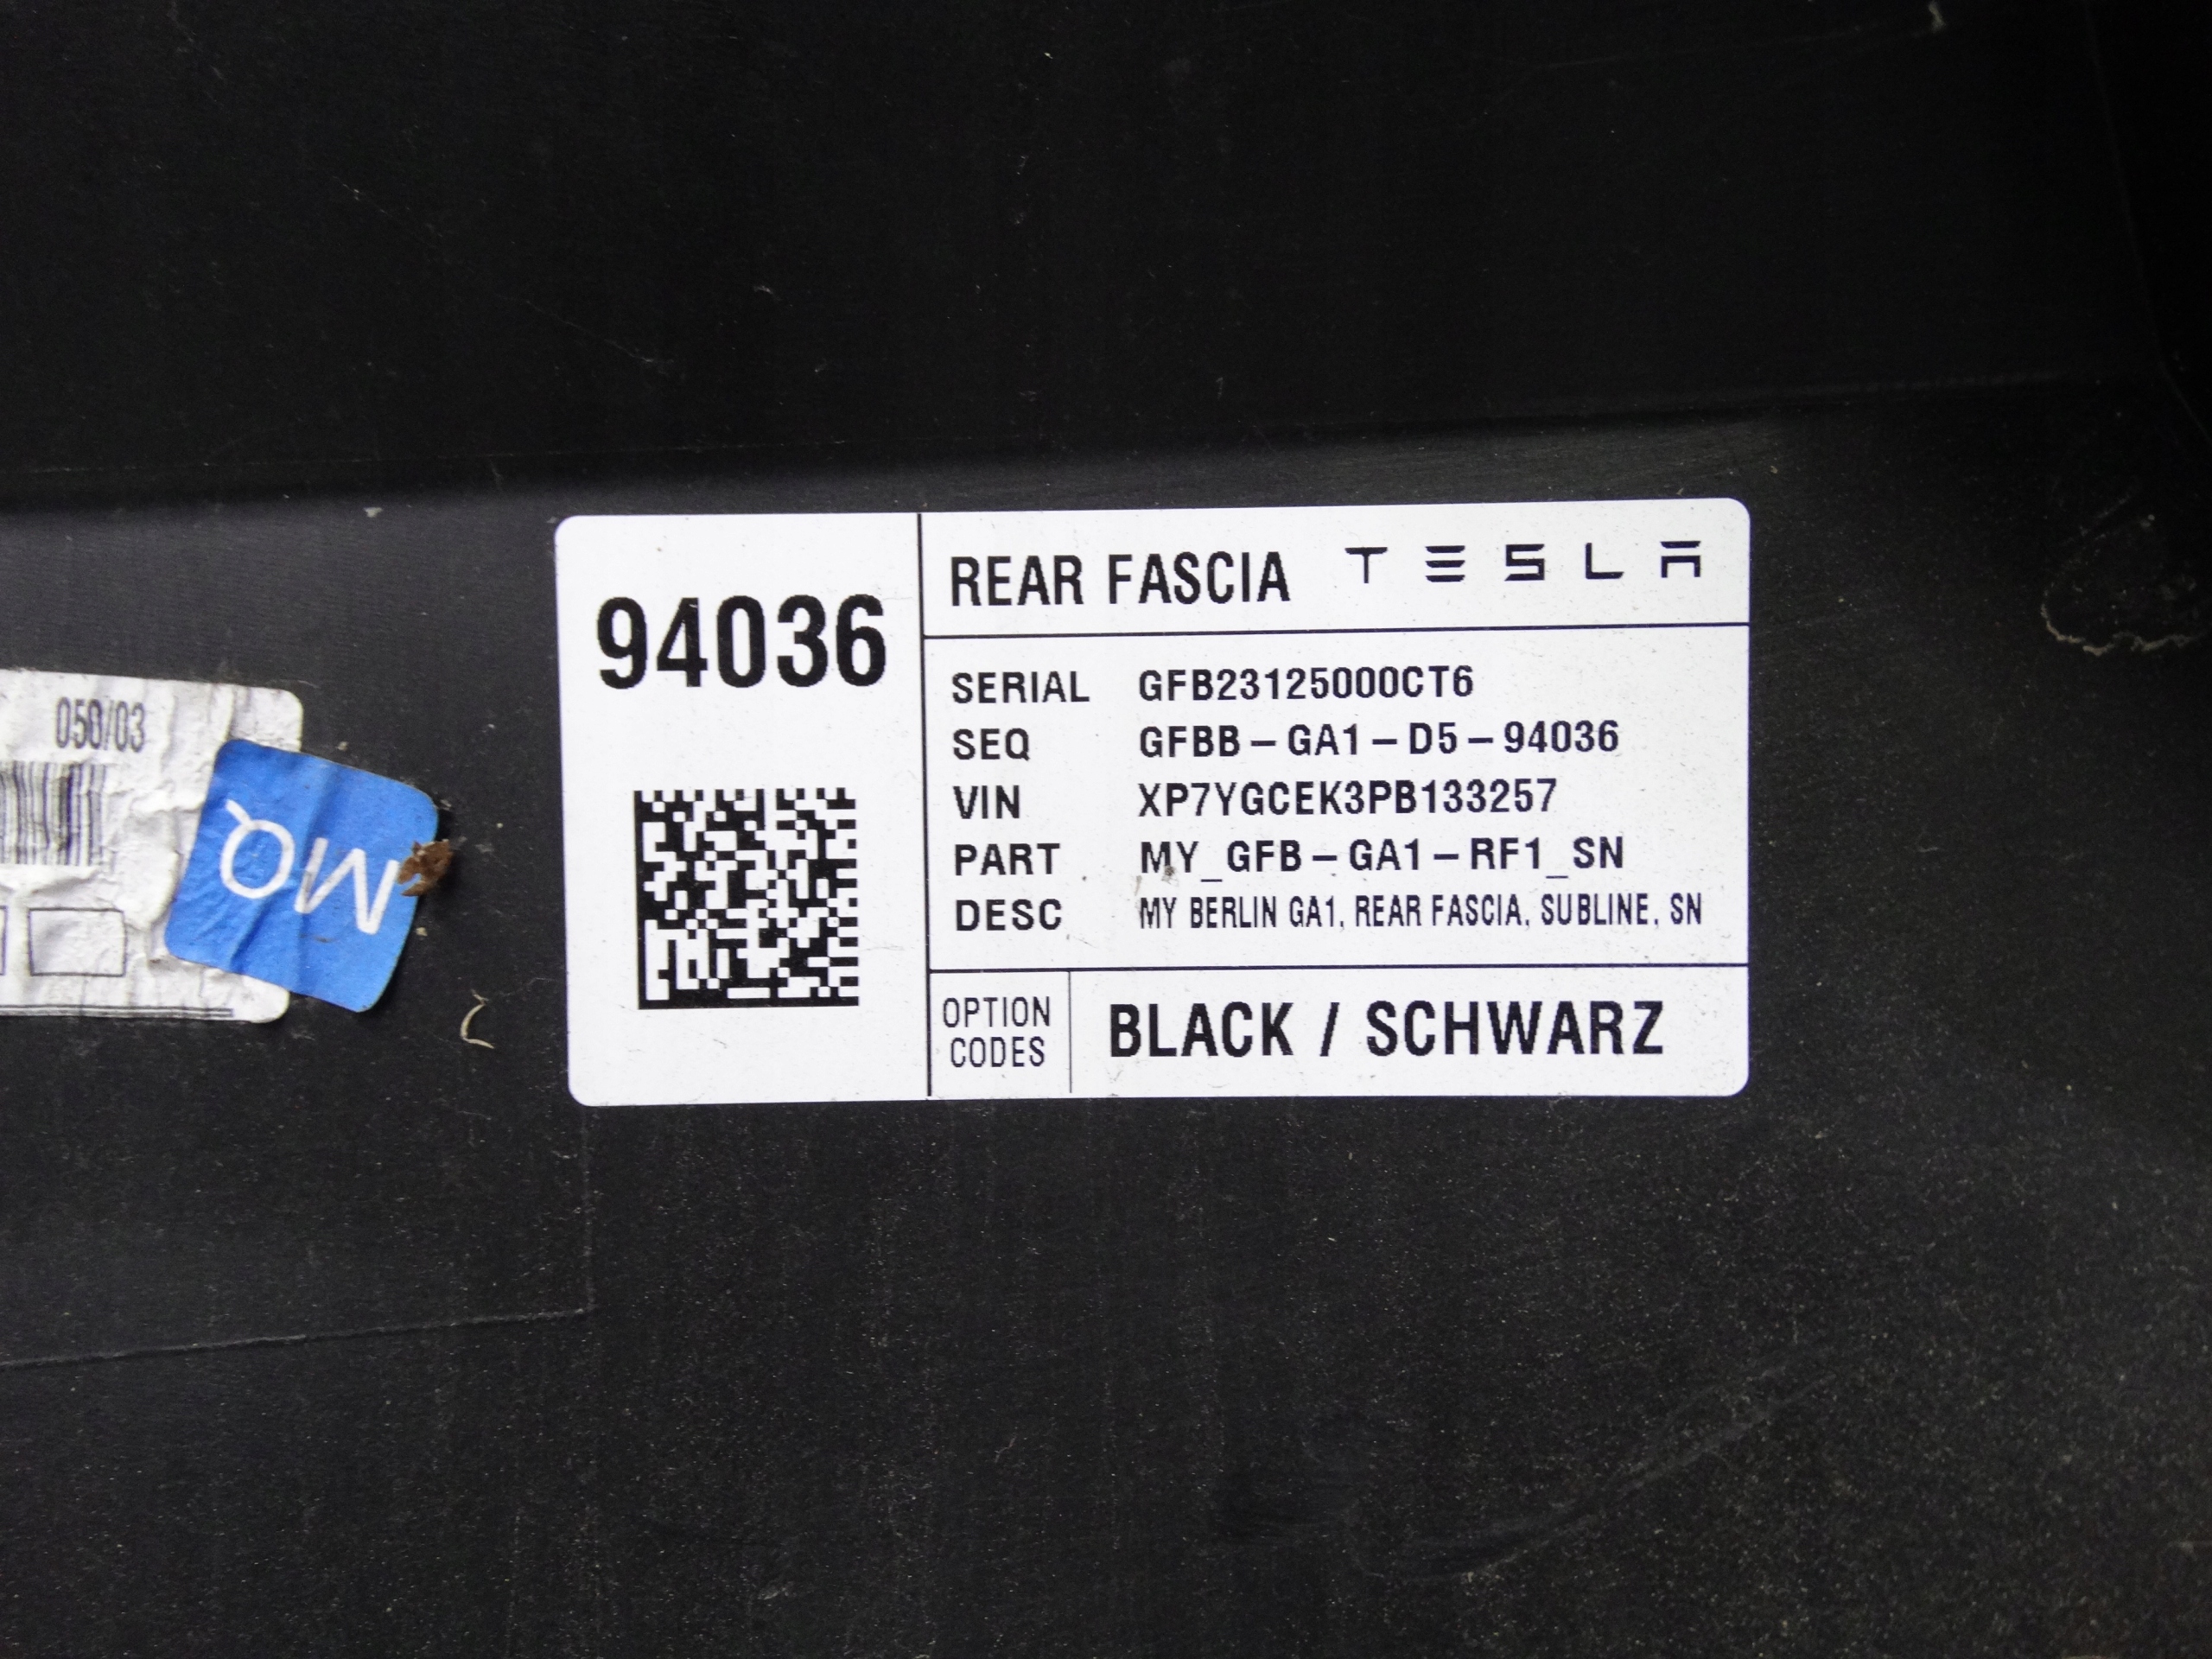 94036
REAR FASCIA TESLA
SERIAL GFB23125000CT6
SEQ GFBB-GA1-D5-94036
VIN XP7YGCEK3PB133257
PART MY_GFB-GA1-RF1_SN
DESC MY BERLIN GA1, REAR FASCIA, SUBLINE, SN
OPTION CODES BLACK / SCHWARZ
050/03
MQ